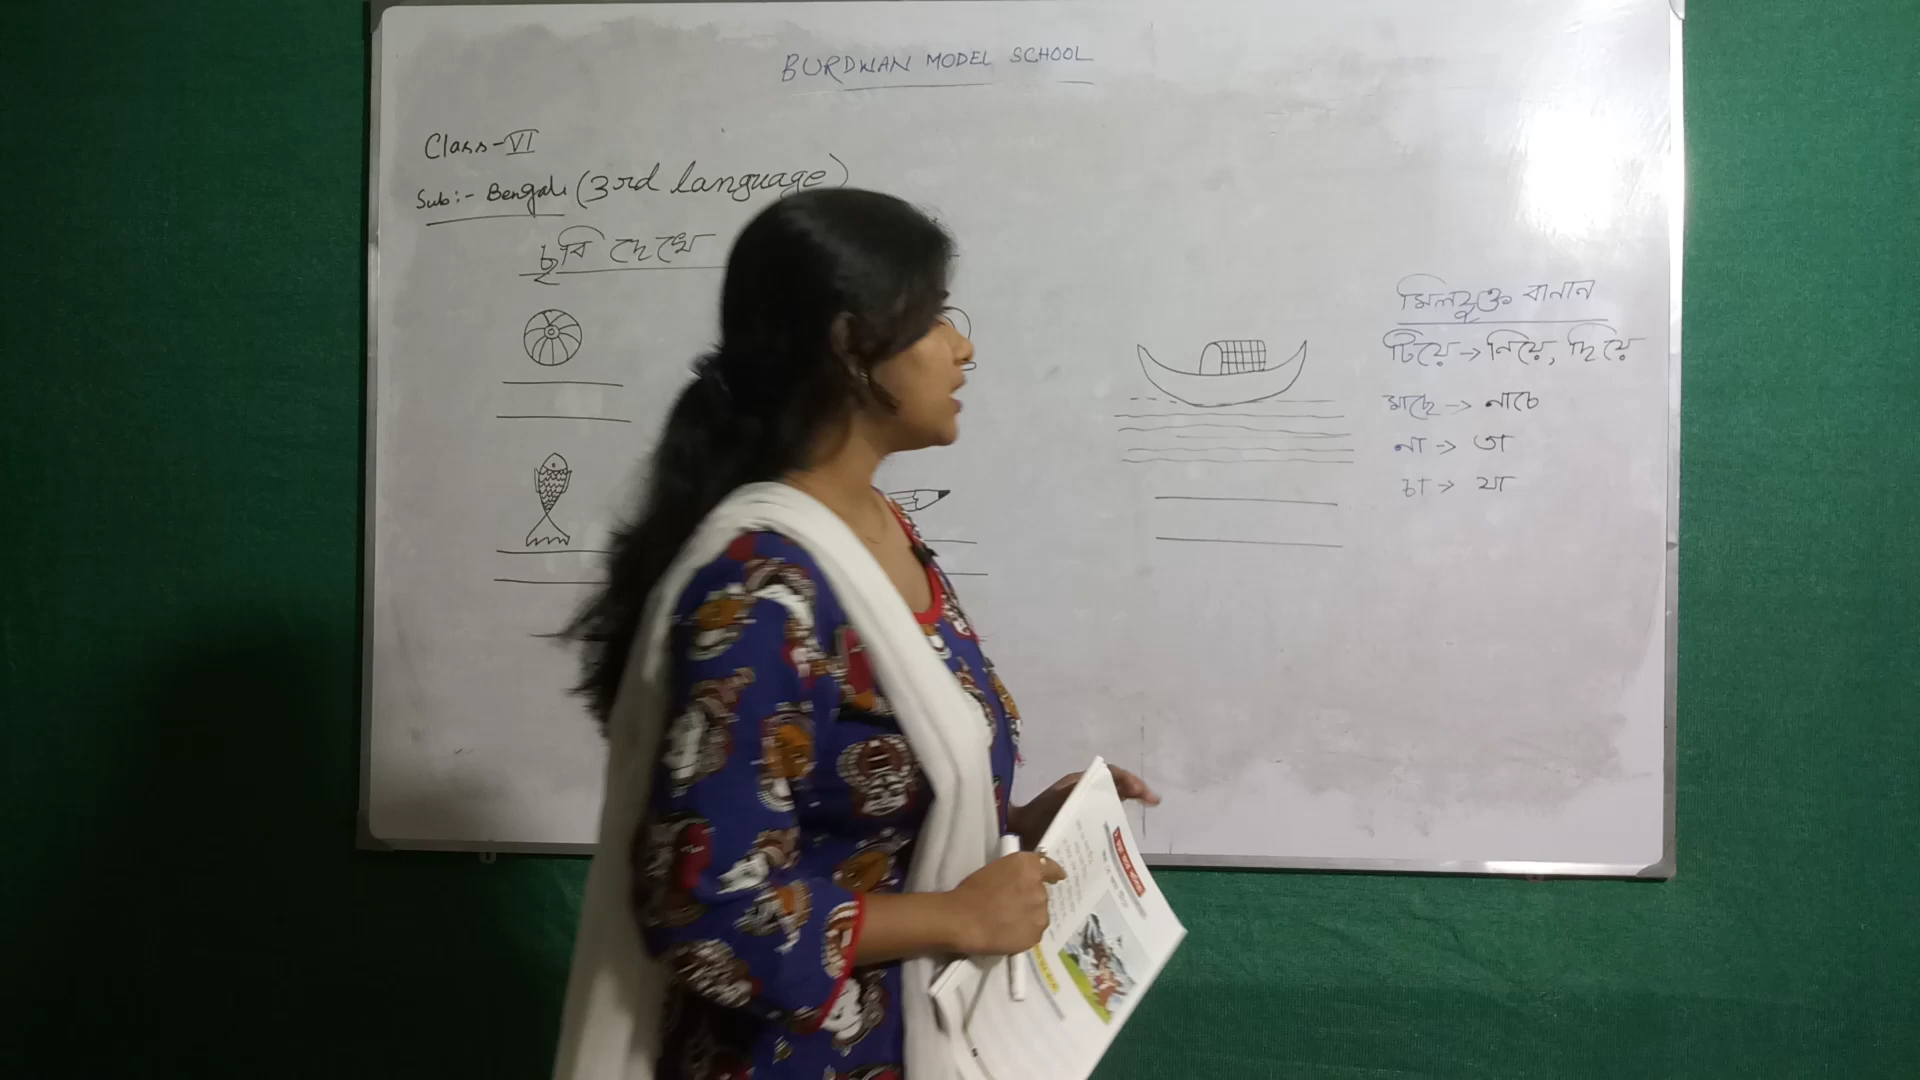 BURDWAN MODEL SCHOOL
Class-VI
Sub:- Bengali (3rd language)
ছবি দেখে
মিলযুক্ত বানান
টিয়ে → নিয়ে, দিয়ে
মাছে → নাচে
না → তা
চা → যা